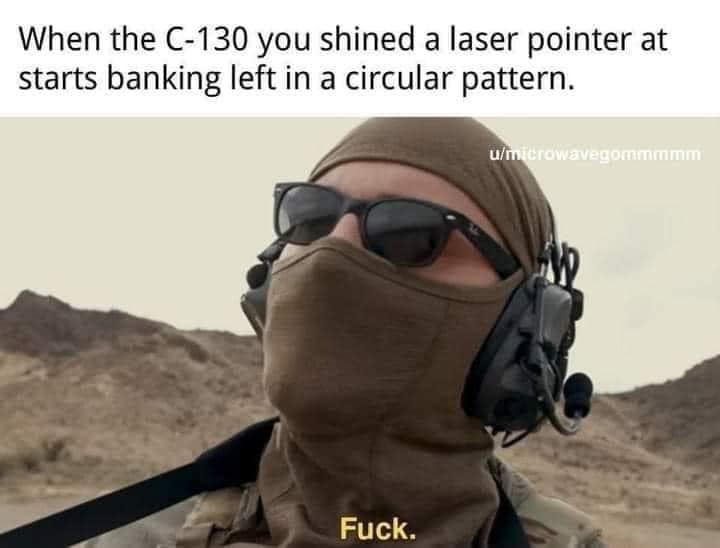 When the C-130 you shined a laser pointer at
starts banking left in a circular pattern.
u/microwavegommmmm
Fuck.